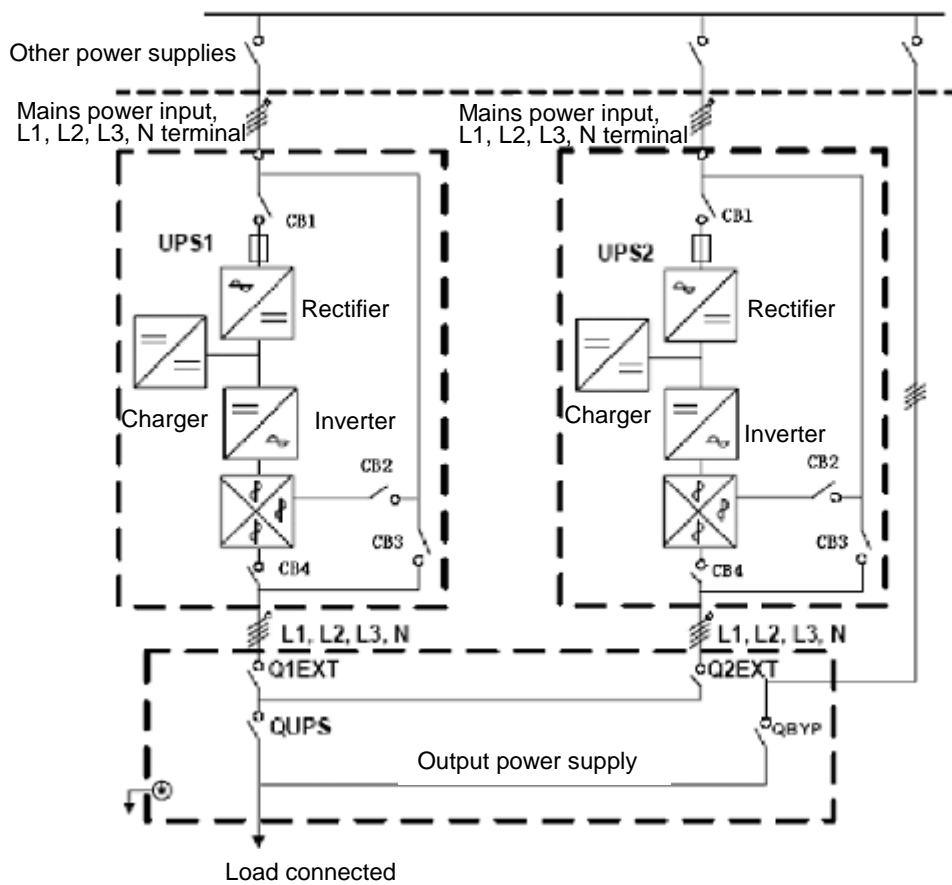 Other power supplies
Mains power input,
L1, L2, L3, N terminal
Mains power input,
L1, L2, L3, N terminal
CB1
UPS1
Rectifier
Charger
Inverter
CB2
CB3
CB4
CB1
UPS2
Rectifier
Charger
Inverter
CB2
CB3
CB4
L1, L2, L3, N
L1, L2, L3, N
Q1EXT
Q2EXT
QUPS
QBYP
Output power supply
Load connected